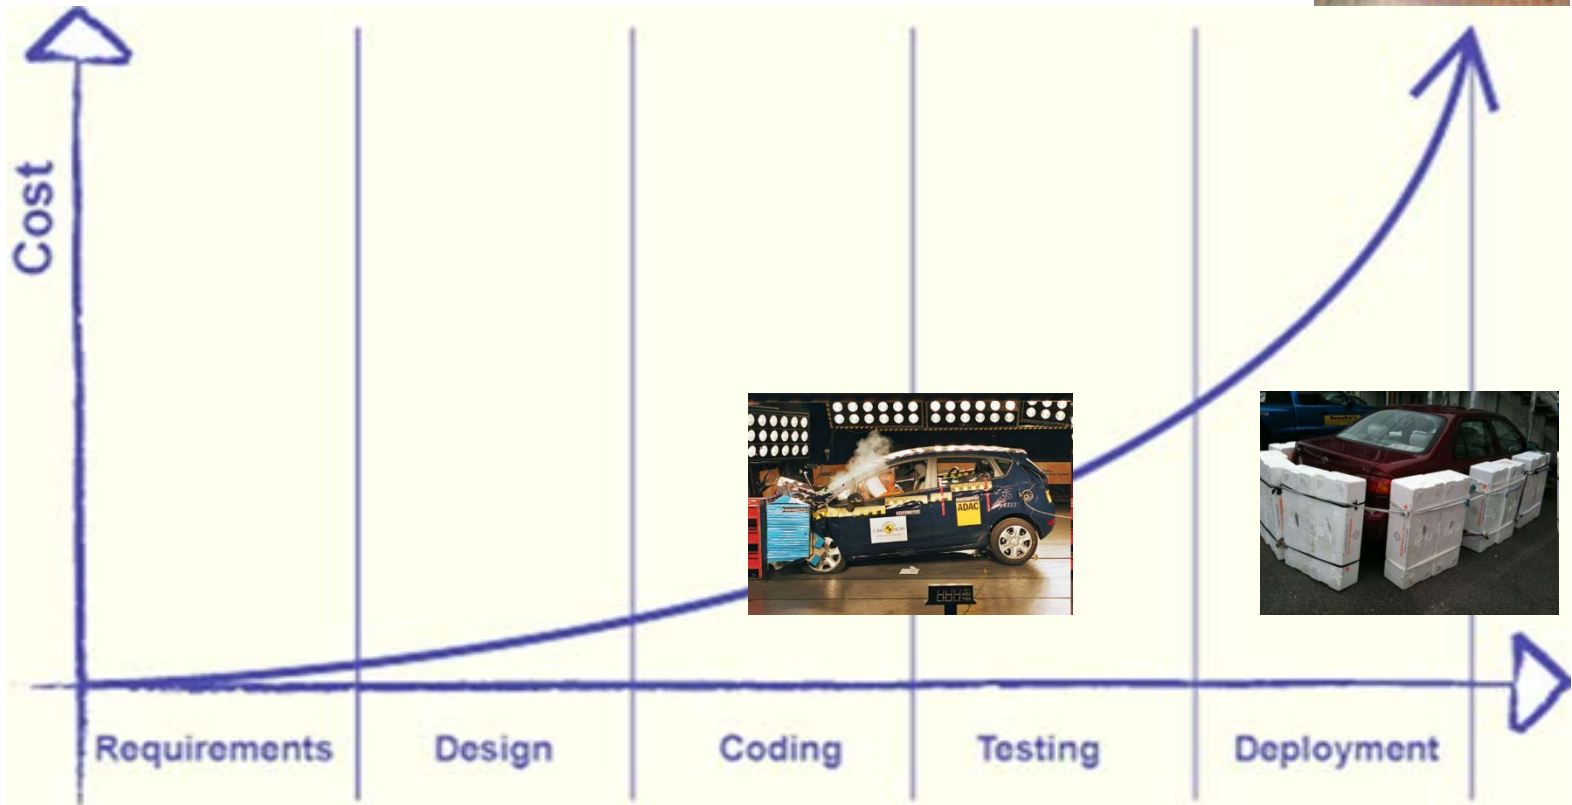 Cost
ADAC
Requirements
Design
Coding
Testing
Deployment